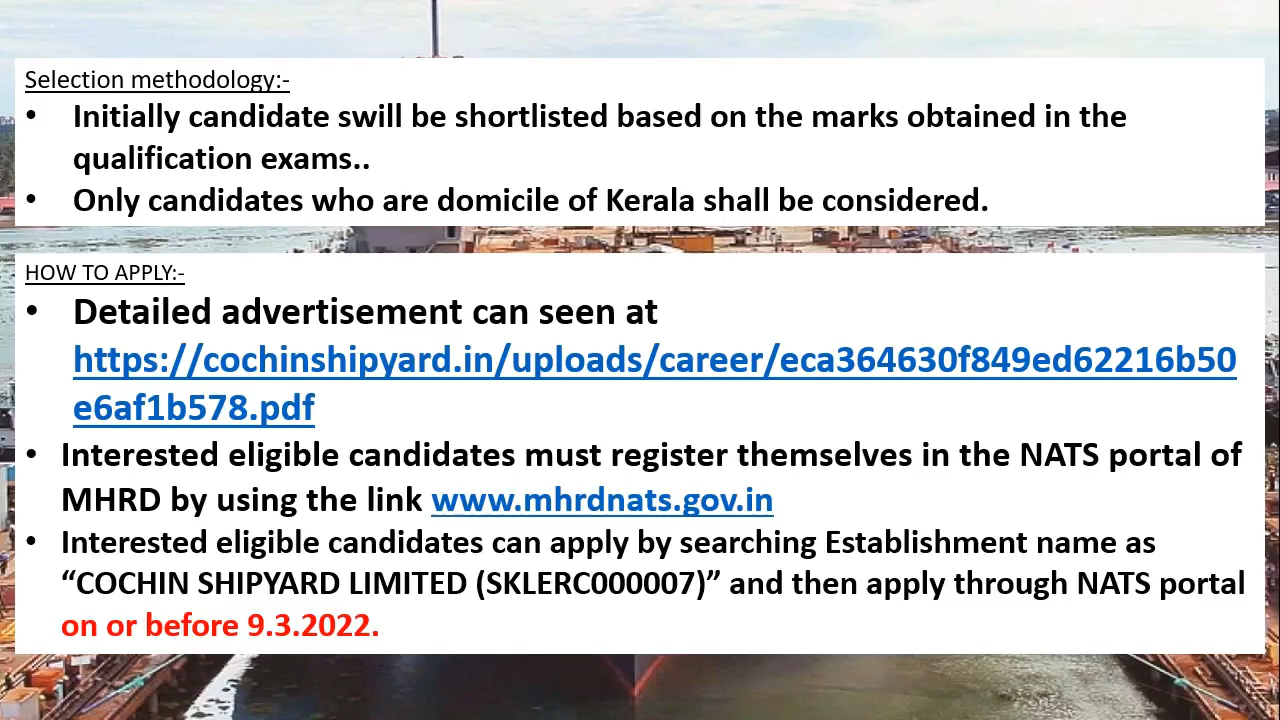 Selection methodology:-
• Initially candidate swill be shortlisted based on the marks obtained in the
qualification exams..
• Only candidates who are domicile of Kerala shall be considered.
HOW TO APPLY:-
• Detailed advertisement can seen at
https://cochinshipyard.in/uploads/career/eca364630f849ed62216b50
e6af1b578.pdf
• Interested eligible candidates must register themselves in the NATS portal of
MHRD by using the link www.mhrdnats.gov.in
• Interested eligible candidates can apply by searching Establishment name as
“COCHIN SHIPYARD LIMITED (SKLERC000007)” and then apply through NATS portal
on or before 9.3.2022.